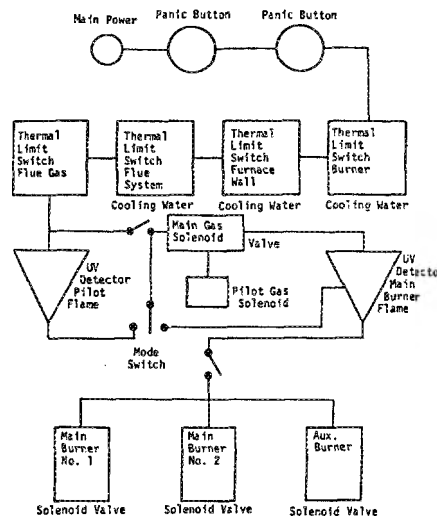 Main Power
Panic Button
Panic Button
Thermal
Limit
Switch
Flue Gas
Thermal
Limit
Switch
Flue
System
Cooling Water
Thermal
Limit
Switch
Furnace
Wall
Cooling Water
Thermal
Limit
Switch
Burner
Cooling Water
Main Gas
Solenoid
Valve
Pilot Gas
Solenoid
UV
Detector
Pilot
Flame
UV
Detector
Main
Burner
Flame
Mode
Switch
Main
Burner
No. 1
Solenoid Valve
Main
Burner
No. 2
Solenoid Valve
Aux.
Burner
Solenoid Valve